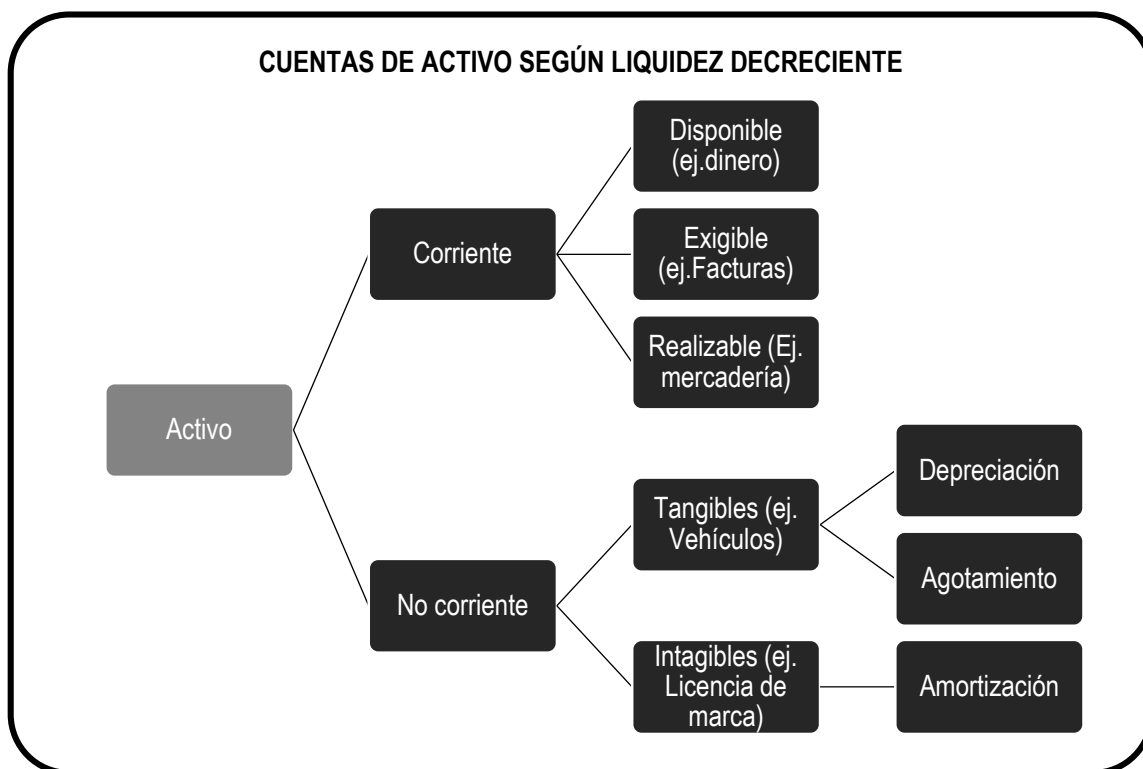 CUENTAS DE ACTIVO SEGÚN LIQUIDEZ DECRECIENTE
Activo
Corriente
Disponible
(ej.dinero)
Exigible
(ej.Facturas)
Realizable (Ej.
mercadería)
No corriente
Tangibles (ej.
Vehículos)
Depreciación
Agotamiento
Intagibles (ej.
Licencia de
marca)
Amortización